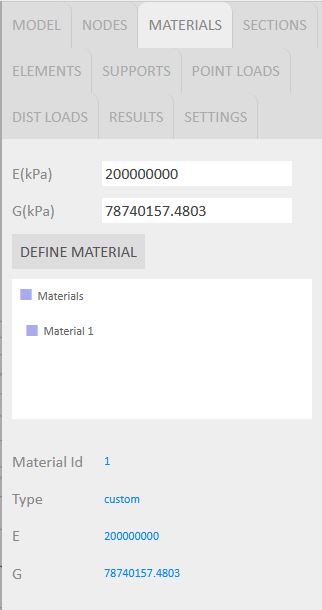 MODEL NODES MATERIALS SECTIONS
ELEMENTS SUPPORTS POINT LOADS
DIST LOADS RESULTS SETTINGS
E(kPa) 200000000
G(kPa) 78740157.4803
DEFINE MATERIAL
Materials
Material 1
Material Id 1
Type custom
E 200000000
G 78740157.4803